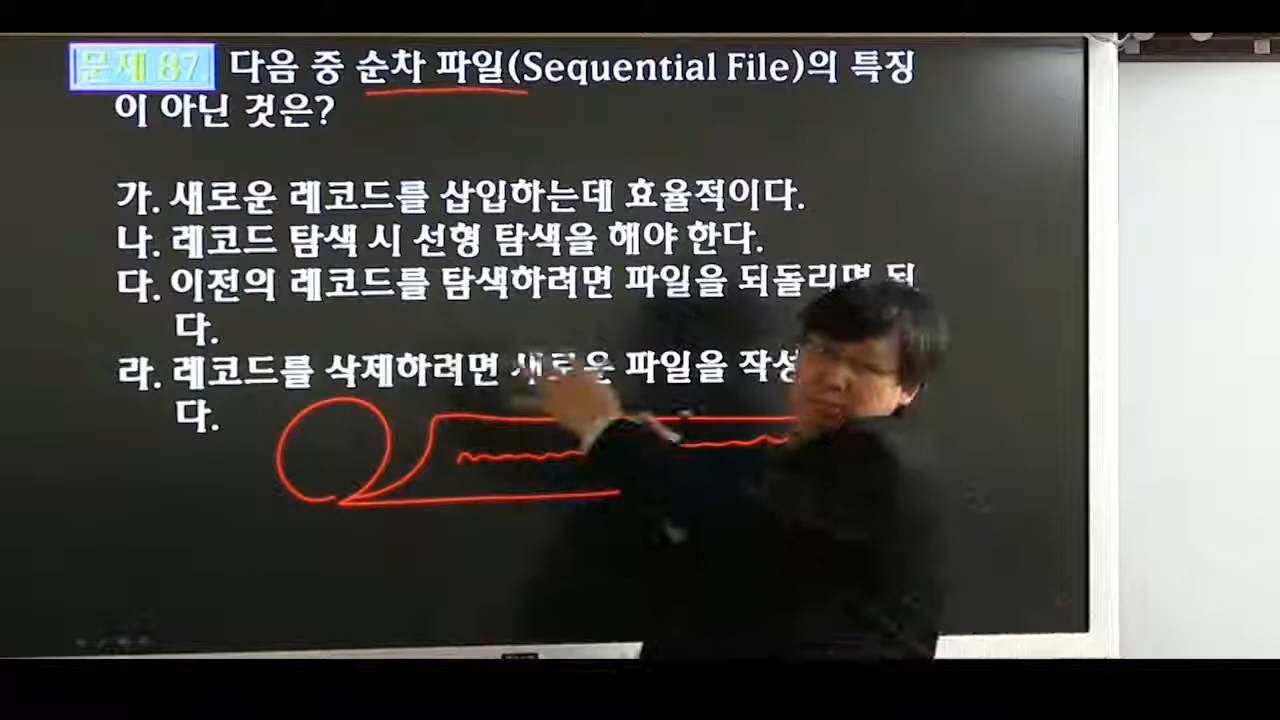 문제 87. 다음 중 순차 파일(Sequential File)의 특징
이 아닌 것은?
가. 새로운 레코드를 삽입하는데 효율적이다.
나. 레코드 탐색 시 선형 탐색을 해야 한다.
다. 이전의 레코드를 탐색하려면 파일을 되돌리면 된
다.
라. 레코드를 삭제하려면 새로운 파일을 작성
다.